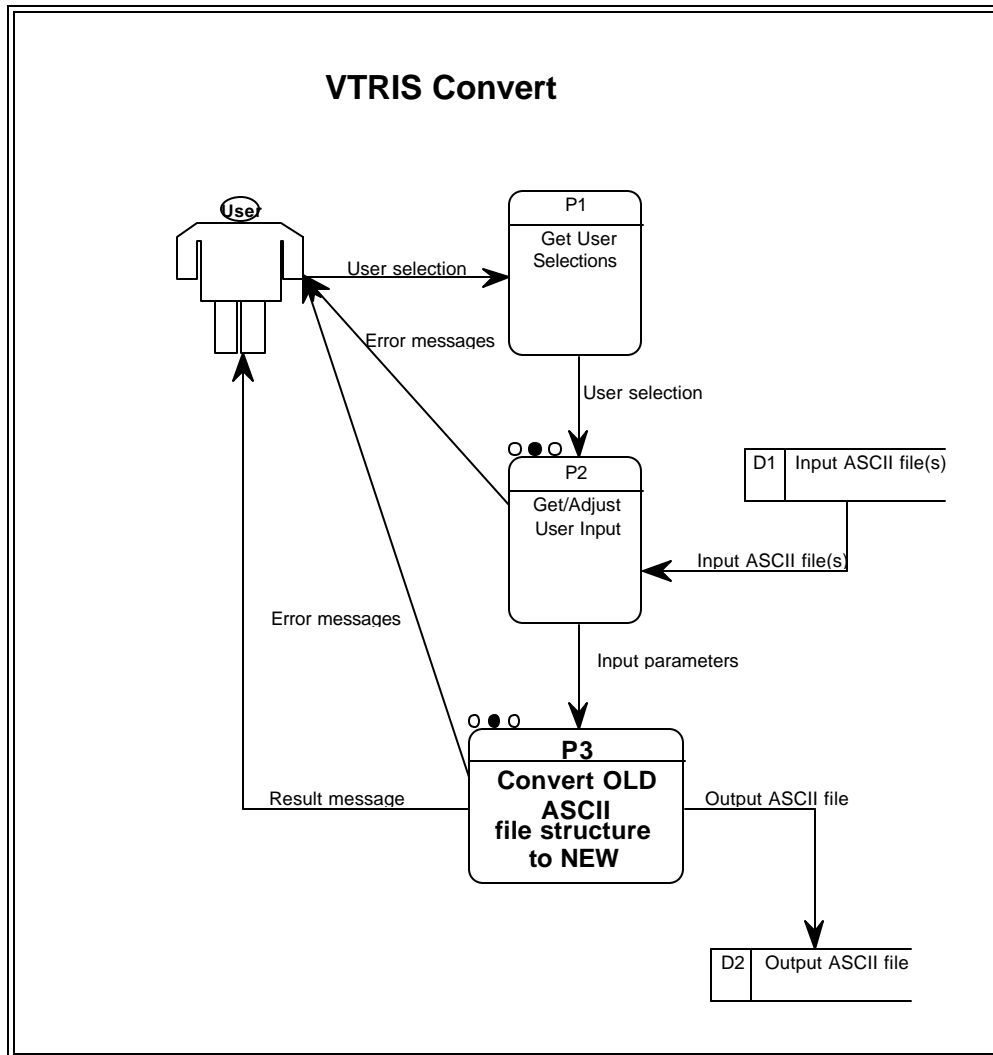 VTRIS Convert
User
P1
Get User
Selections
User selection
Error messages
User selection
P2
Get/Adjust
User Input
D1 Input ASCII file(s)
Input ASCII file(s)
Error messages
Input parameters
P3
Convert OLD
ASCII
file structure
to NEW
Result message
Output ASCII file
D2 Output ASCII file